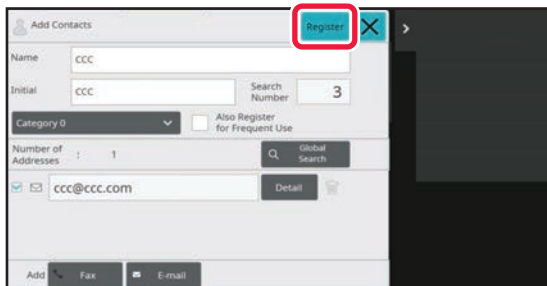 Add Contacts Register
Name ccc
Initial ccc Search Number 3
Category 0 Also Register for Frequent Use
Number of Addresses : 1 Global Search
ccc@ccc.com Detail
Add Fax E-mail